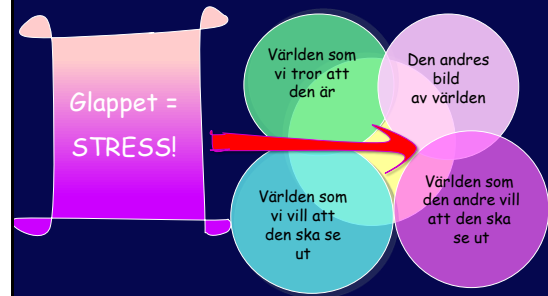 Glappet =
STRESS!
Världen som
vi tror att
den är
Den andres
bild
av världen
Världen som
vi vill att
den ska se
ut
Världen som
den andre vill
att den ska
se ut